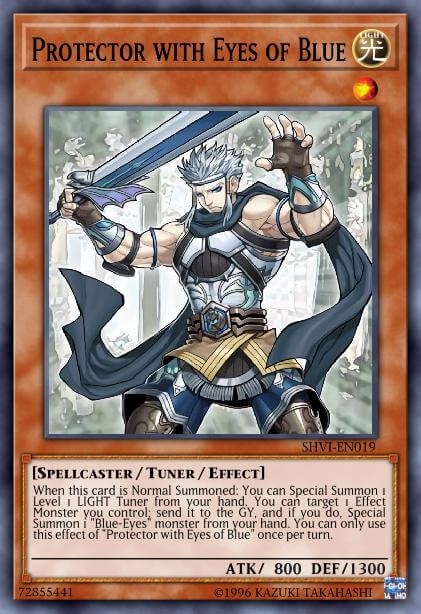 PROTECTOR WITH EYES OF BLUE
LIGHT
光
SHVI-EN019
[SPELLCASTER / TUNER / EFFECT]
When this card is Normal Summoned: You can Special Summon 1
Level 1 LIGHT Tuner from your hand. You can target 1 Effect
Monster you control; send it to the GY, and if you do, Special
Summon 1 "Blue-Eyes" monster from your hand. You can only use
this effect of "Protector with Eyes of Blue" once per turn.
ATK/ 800 DEF/1300
72855441
©1996 KAZUKI TAKAHASHI